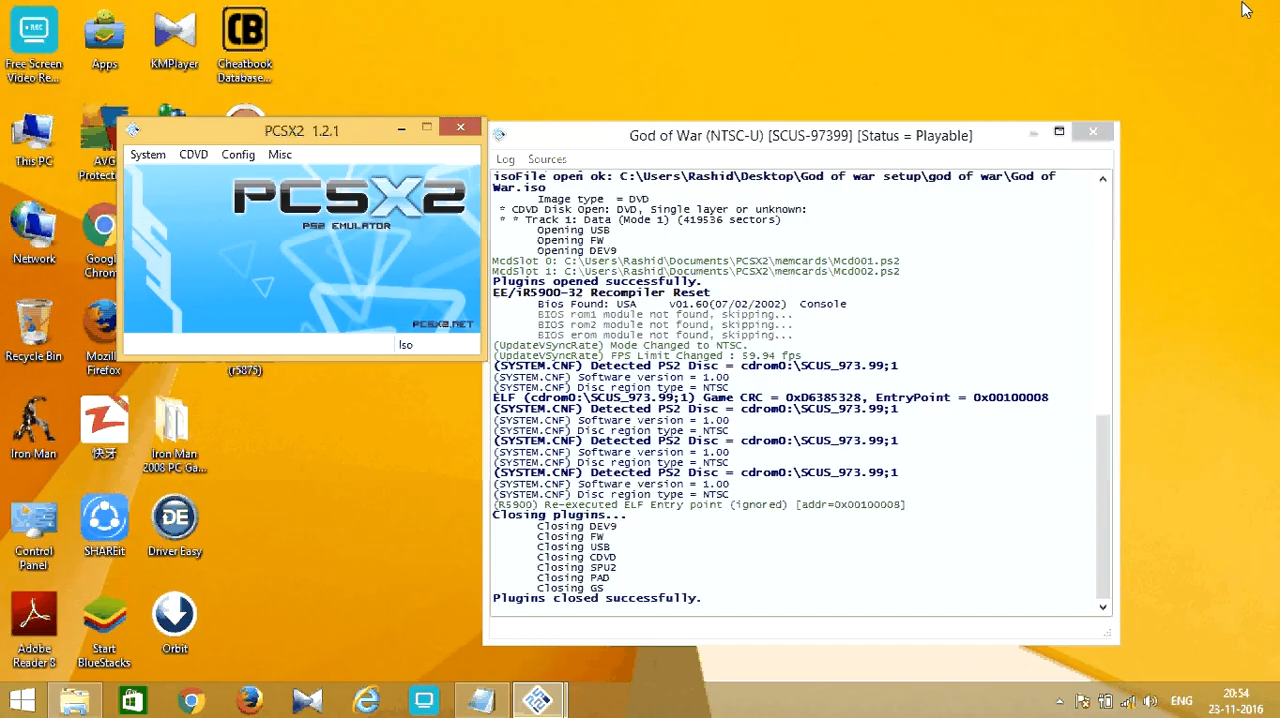 REC
Free Screen
Video Re...
Apps
KMPlayer
CB
Cheatbook
Database...
This PC
AVG
Protecti
Network
Googl
Chrom
Recycle Bin
Mozil
Firefox
(r5875)
Iron Man
快牙
Iron Man
2008 PC Ga...
Control
Panel
SHAREit
DE
Driver Easy
Adobe
Reader 8
Start
BlueStacks
Orbit
PCSX2 1.2.1
System CDVD Config Misc
PCSX2
PS2 EMULATOR
PCSX2.NET
Iso
God of War (NTSC-U) [SCUS-97399] [Status = Playable]
Log Sources
isoFile open ok: C:\Users\Rashid\Desktop\God of war setup\god of war\God of
War.iso
Image type = DVD
* CDVD Disk Open: DVD, Single layer or unknown:
* * Track 1: Data (Mode 1) (419536 sectors)
Opening USB
Opening FW
Opening DEV9
McdSlot 0: C:\Users\Rashid\Documents\PCSX2\memcards\Mcd001.ps2
McdSlot 1: C:\Users\Rashid\Documents\PCSX2\memcards\Mcd002.ps2
Plugins opened successfully.
EE/iR5900-32 Recompiler Reset
Bios Found: USA v01.60(07/02/2002) Console
BIOS rom1 module not found, skipping...
BIOS rom2 module not found, skipping...
BIOS erom module not found, skipping...
(UpdateVSyncRate) Mode Changed to NTSC.
(UpdateVSyncRate) FPS Limit Changed : 59.94 fps
(SYSTEM.CNF) Detected PS2 Disc = cdrom0:\SCUS_973.99;1
(SYSTEM.CNF) Software version = 1.00
(SYSTEM.CNF) Disc region type = NTSC
ELF (cdrom0:\SCUS_973.99;1) Game CRC = 0xD6385328, EntryPoint = 0x00100008
(SYSTEM.CNF) Detected PS2 Disc = cdrom0:\SCUS_973.99;1
(SYSTEM.CNF) Software version = 1.00
(SYSTEM.CNF) Disc region type = NTSC
(SYSTEM.CNF) Detected PS2 Disc = cdrom0:\SCUS_973.99;1
(SYSTEM.CNF) Software version = 1.00
(SYSTEM.CNF) Disc region type = NTSC
(SYSTEM.CNF) Detected PS2 Disc = cdrom0:\SCUS_973.99;1
(SYSTEM.CNF) Software version = 1.00
(SYSTEM.CNF) Disc region type = NTSC
(R5900) Re-executed ELF Entry point (ignored) [addr=0x00100008]
Closing plugins...
Closing DEV9
Closing FW
Closing USB
Closing CDVD
Closing SPU2
Closing PAD
Closing GS
Plugins closed successfully.
ENG
20:54
23-11-2016